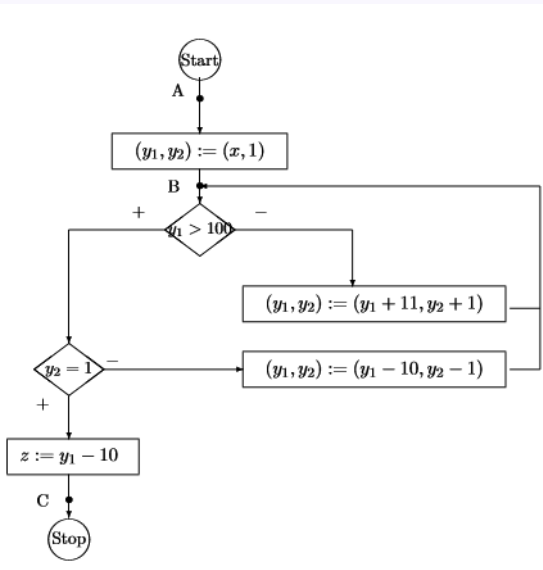 Start
A
(y₁, y₂) := (x, 1)
B
+
−
y₁ > 100
(y₁, y₂) := (y₁ + 11, y₂ + 1)
y₂ = 1
−
(y₁, y₂) := (y₁ − 10, y₂ − 1)
+
z := y₁ − 10
C
Stop